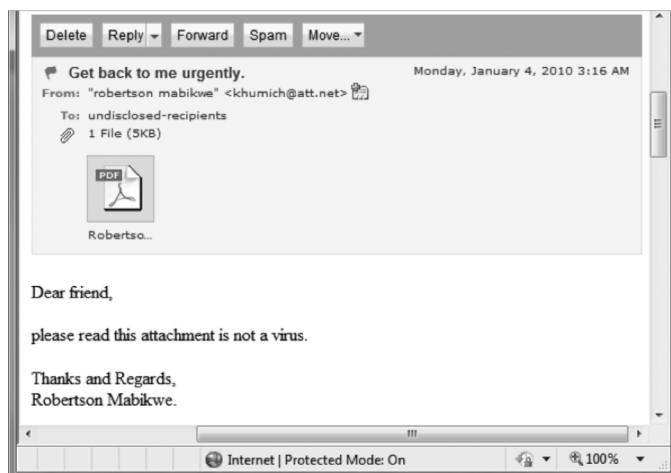 Delete Reply Forward Spam Move...
Get back to me urgently. Monday, January 4, 2010 3:16 AM
From: "robertson mabikwe" <khumich@att.net>
To: undisclosed-recipients
1 File (5KB)
PDF
Robertso...
Dear friend,
please read this attachment is not a virus.
Thanks and Regards,
Robertson Mabikwe.
Internet | Protected Mode: On 100%